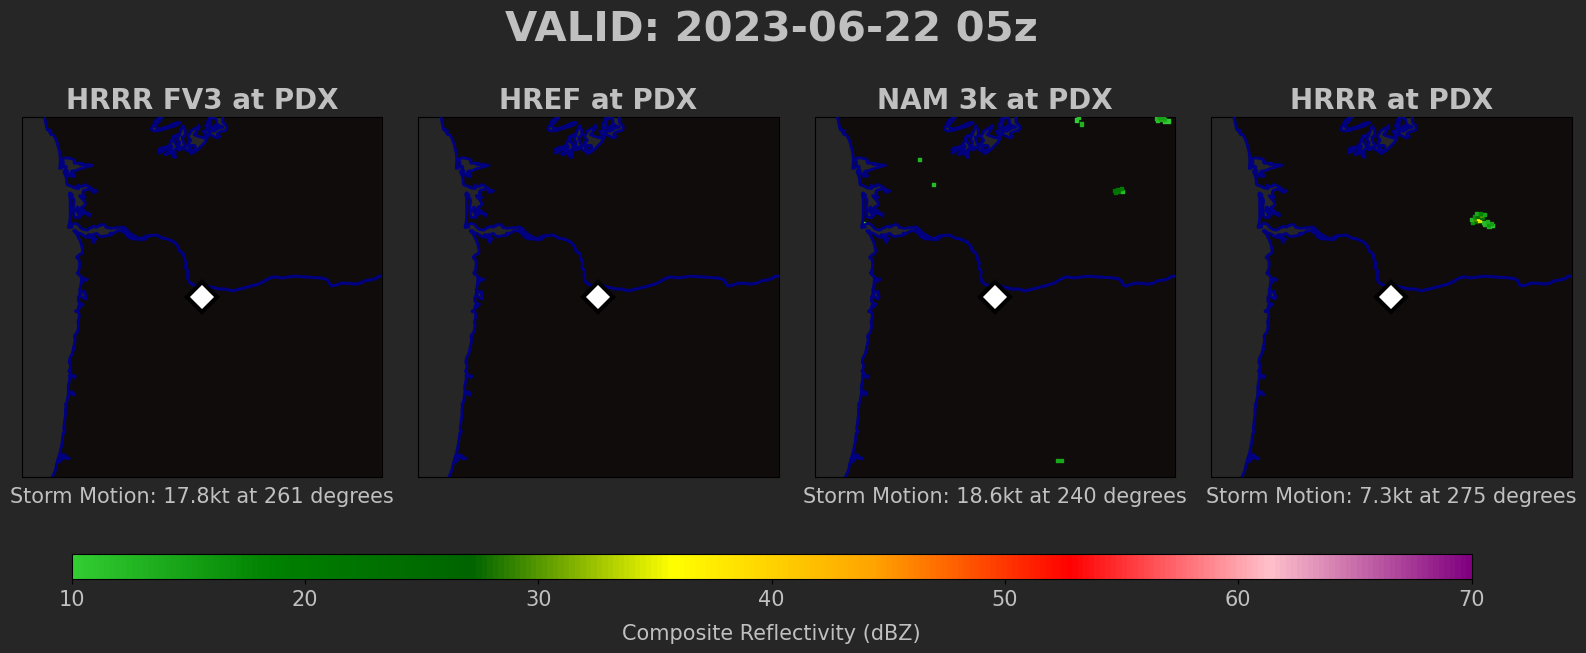 VALID: 2023-06-22 05z
HRRR FV3 at PDX
HREF at PDX
NAM 3k at PDX
HRRR at PDX
Storm Motion: 17.8kt at 261 degrees
Storm Motion: 18.6kt at 240 degrees
Storm Motion: 7.3kt at 275 degrees
10 20 30 40 50 60 70
Composite Reflectivity (dBZ)